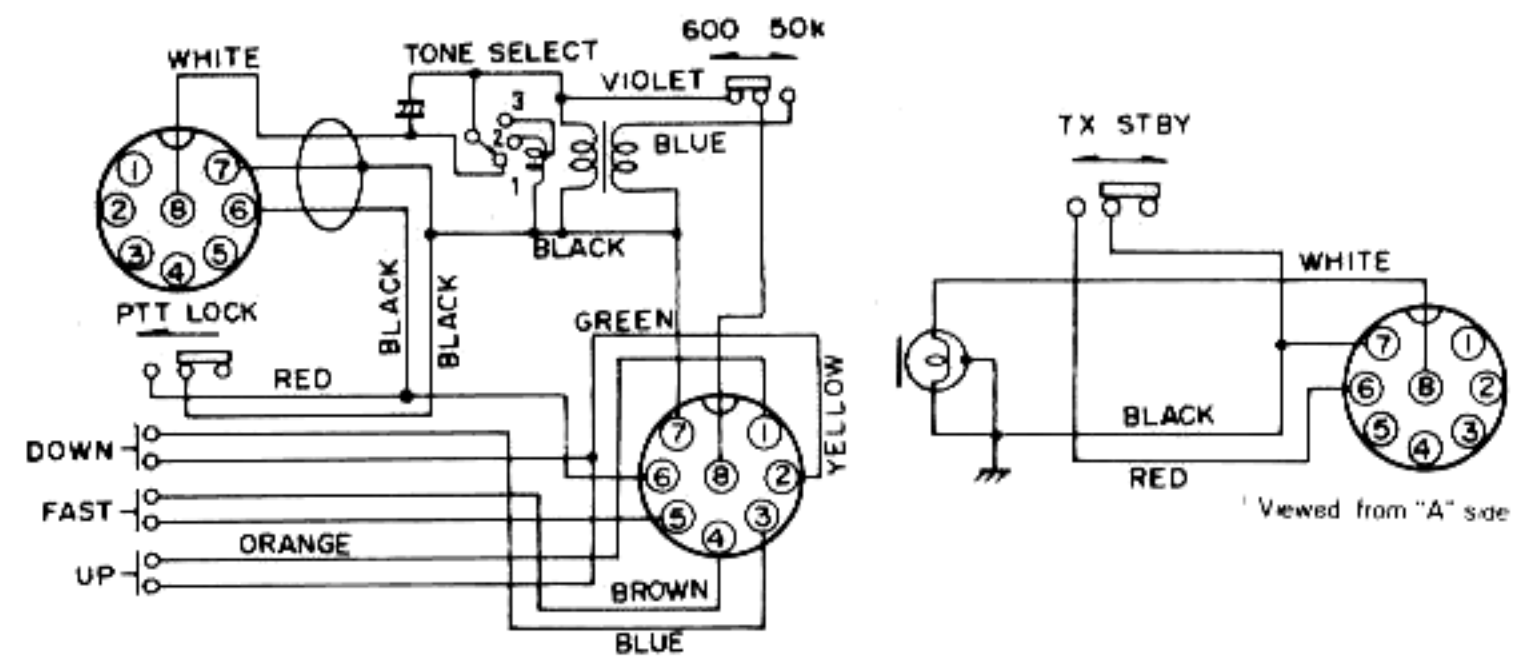 600 50k
WHITE
TONE SELECT
VIOLET
3
2
1
BLUE
TX STBY
1
7
2
8
6
3
5
4
BLACK
WHITE
PTT LOCK
BLACK
BLACK
GREEN
RED
YELLOW
7
1
6
8
2
5
3
4
BLACK
RED
7
1
6
8
2
5
3
4
DOWN
FAST
ORANGE
UP
BROWN
BLUE
Viewed from "A" side